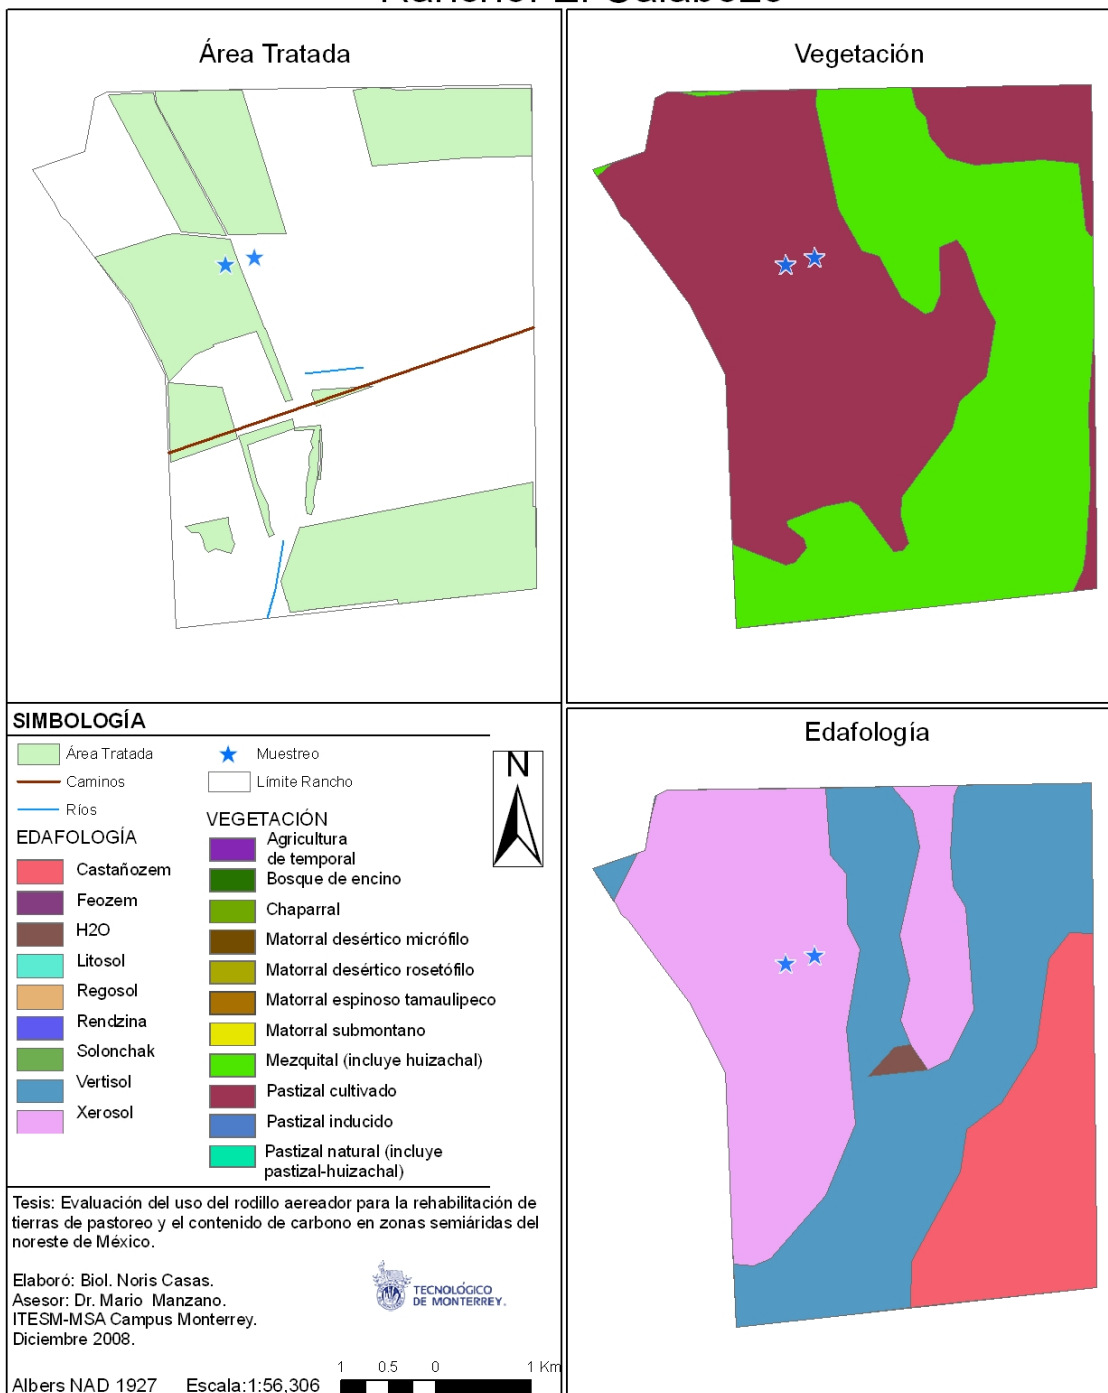 Rancho: El Calabozo
Área Tratada
Vegetación
SIMBOLOGÍA
Área Tratada
Caminos
Ríos
EDAFOLOGÍA
Castañozem
Feozem
H2O
Litosol
Regosol
Rendzina
Solonchak
Vertisol
Xerosol
Muestreo
Límite Rancho
VEGETACIÓN
Agricultura
de temporal
Bosque de encino
Chaparral
Matorral desértico micrófilo
Matorral desértico rosetófilo
Matorral espinoso tamaulipeco
Matorral submontano
Mezquital (incluye huizachal)
Pastizal cultivado
Pastizal inducido
Pastizal natural (incluye
pastizal-huizachal)
N
Edafología
Tesis: Evaluación del uso del rodillo aereador para la rehabilitación de
tierras de pastoreo y el contenido de carbono en zonas semiáridas del
noreste de México.
Elaboró: Biol. Noris Casas.
Asesor: Dr. Mario Manzano.
ITESM-MSA Campus Monterrey.
Diciembre 2008.
TECNOLÓGICO
DE MONTERREY.
Albers NAD 1927 Escala:1:56,306
1 0.5 0 1 Km